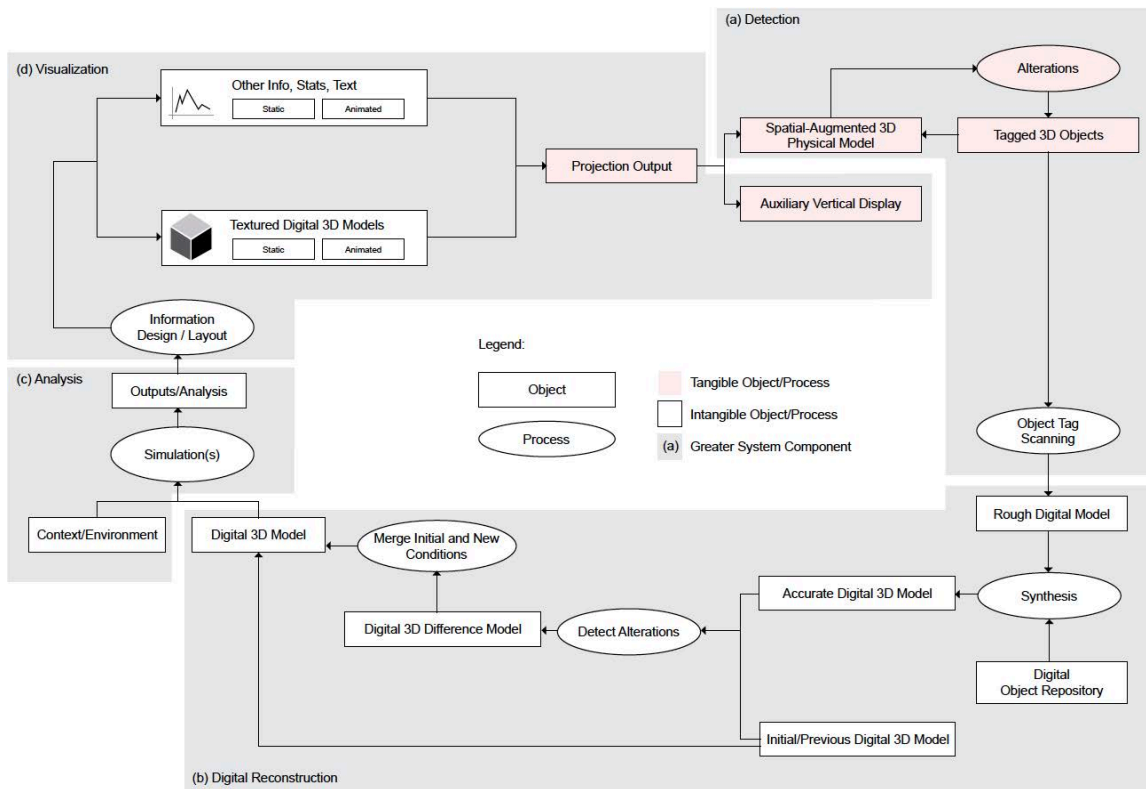 (a) Detection
Alterations
Spatial-Augmented 3D
Physical Model
Tagged 3D Objects
Auxiliary Vertical Display
Object Tag
Scanning
(d) Visualization
Other Info, Stats, Text
Static
Animated
Projection Output
Textured Digital 3D Models
Static
Animated
Information
Design / Layout
(c) Analysis
Outputs/Analysis
Simulation(s)
Context/Environment
Legend:
Object
Process
Tangible Object/Process
Intangible Object/Process
(a)
Greater System Component
Rough Digital Model
Synthesis
Digital
Object Repository
Accurate Digital 3D Model
Initial/Previous Digital 3D Model
Detect Alterations
Digital 3D Difference Model
Merge Initial and New
Conditions
Digital 3D Model
(b) Digital Reconstruction